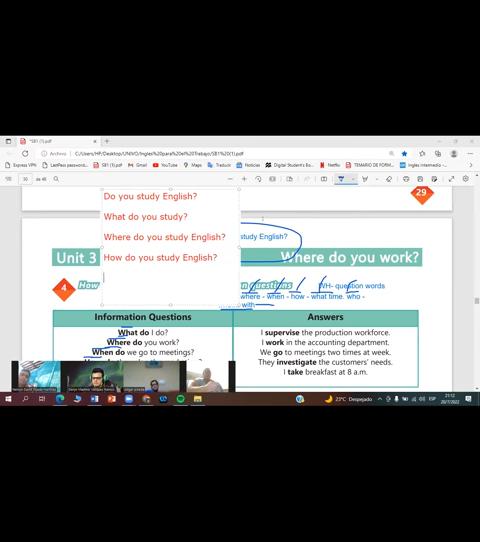 *SB1 (1).pdf
Archivo
C:/Users/HP/Desktop/UNIVO/Ingles%20para%20el%20Trabajo/SB1%20(1).pdf
Express VPN
LastPass password...
SB1 (1).pdf
Gmail
YouTube
Maps
Traducir
Noticias
Digital Student's Bo...
Netflix
TEMARIO DE FORM...
Inglés Intermedio -...
30
de 46
29
Do you study English?
What do you study?
Where do you study English?
How do you study English?
study English?
Unit 3
Where do you work?
4
How
questions
WH- question words
where - when - how - what time. who -
with
Information Questions
Answers
What do I do?
Where do you work?
When do we go to meetings?
I supervise the production workforce.
I work in the accounting department.
We go to meetings two times at week.
They investigate the customers' needs.
I take breakfast at 8 a.m.
23°C Despejado
ESP
21:12
20/7/2022